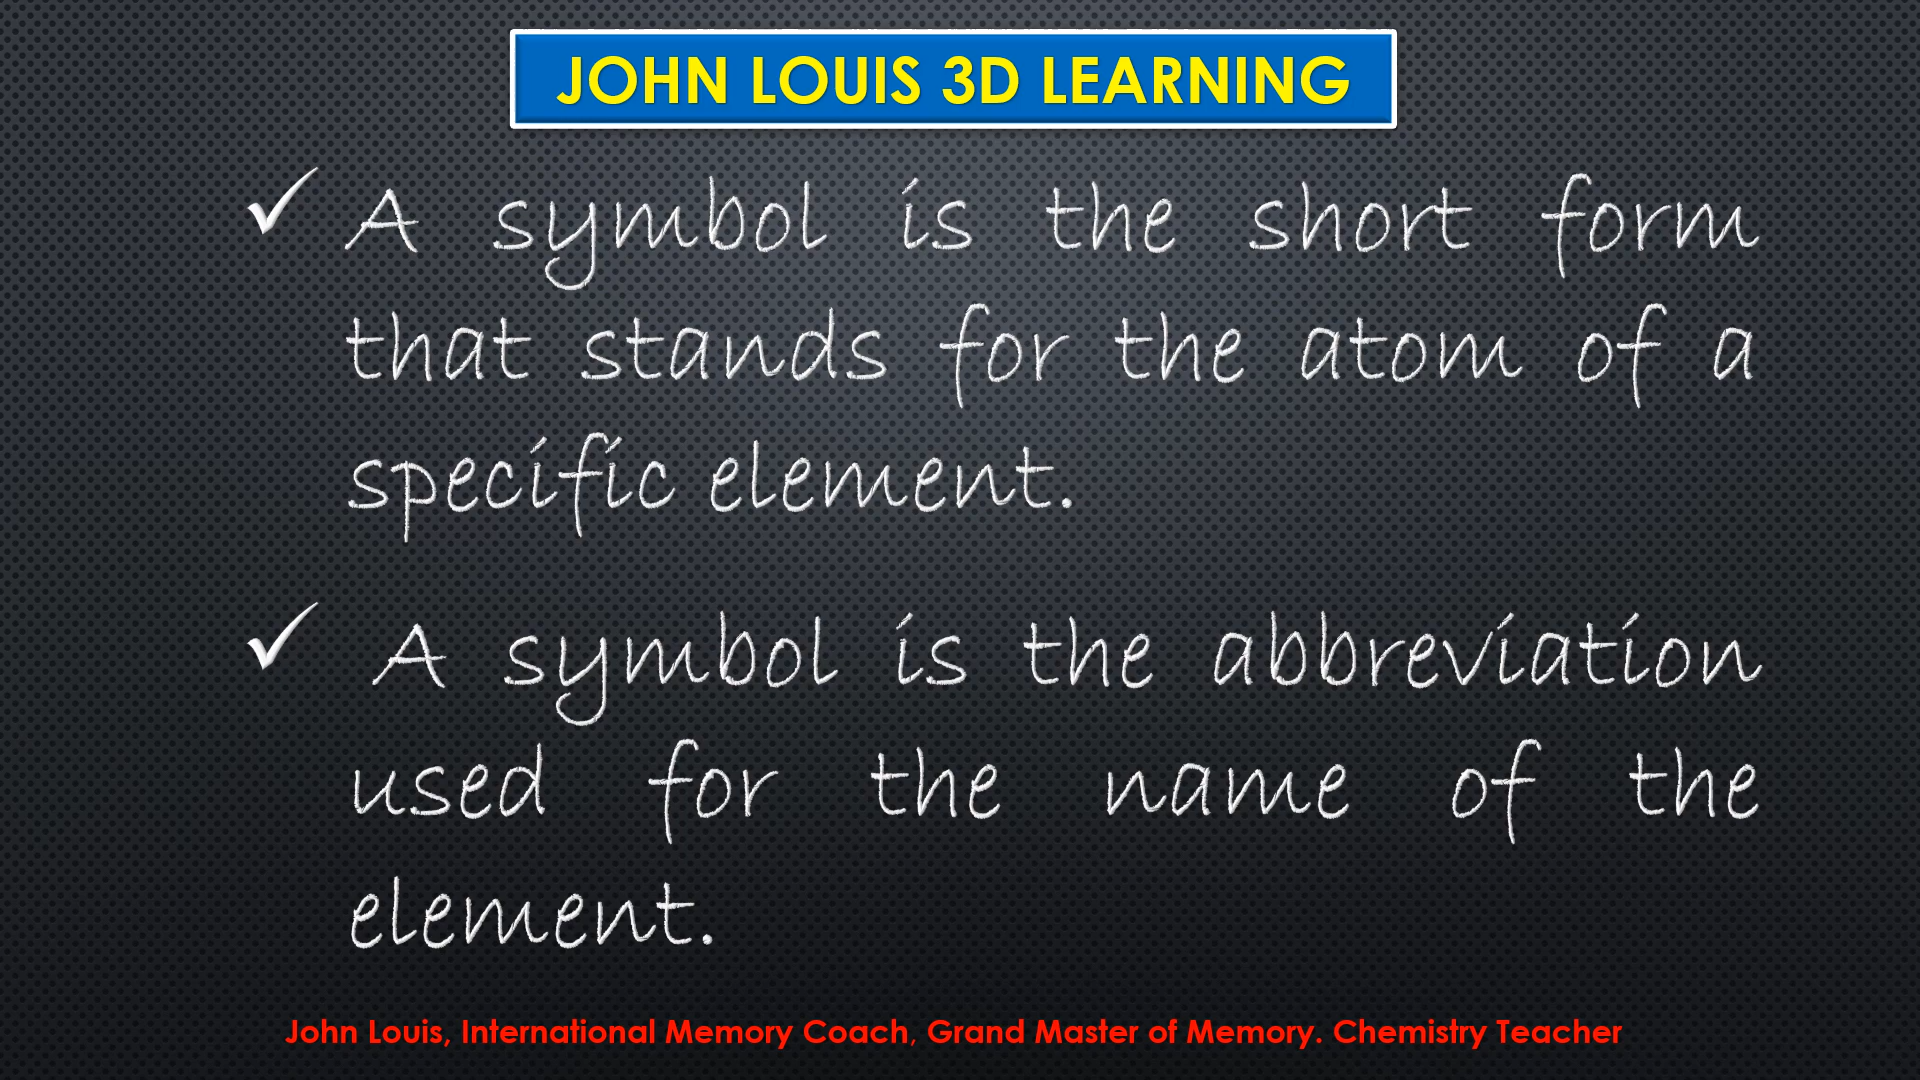 JOHN LOUIS 3D LEARNING
✓ A symbol is the short form
that stands for the atom of a
specific element.
✓ A symbol is the abbreviation
used for the name of the
element.
John Louis, International Memory Coach, Grand Master of Memory. Chemistry Teacher